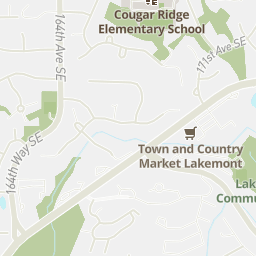 Cougar Ridge
Elementary School
164th Ave SE
171st Ave SE
Town and Country
Market Lakemont
164th Way SE
Lak
Commu